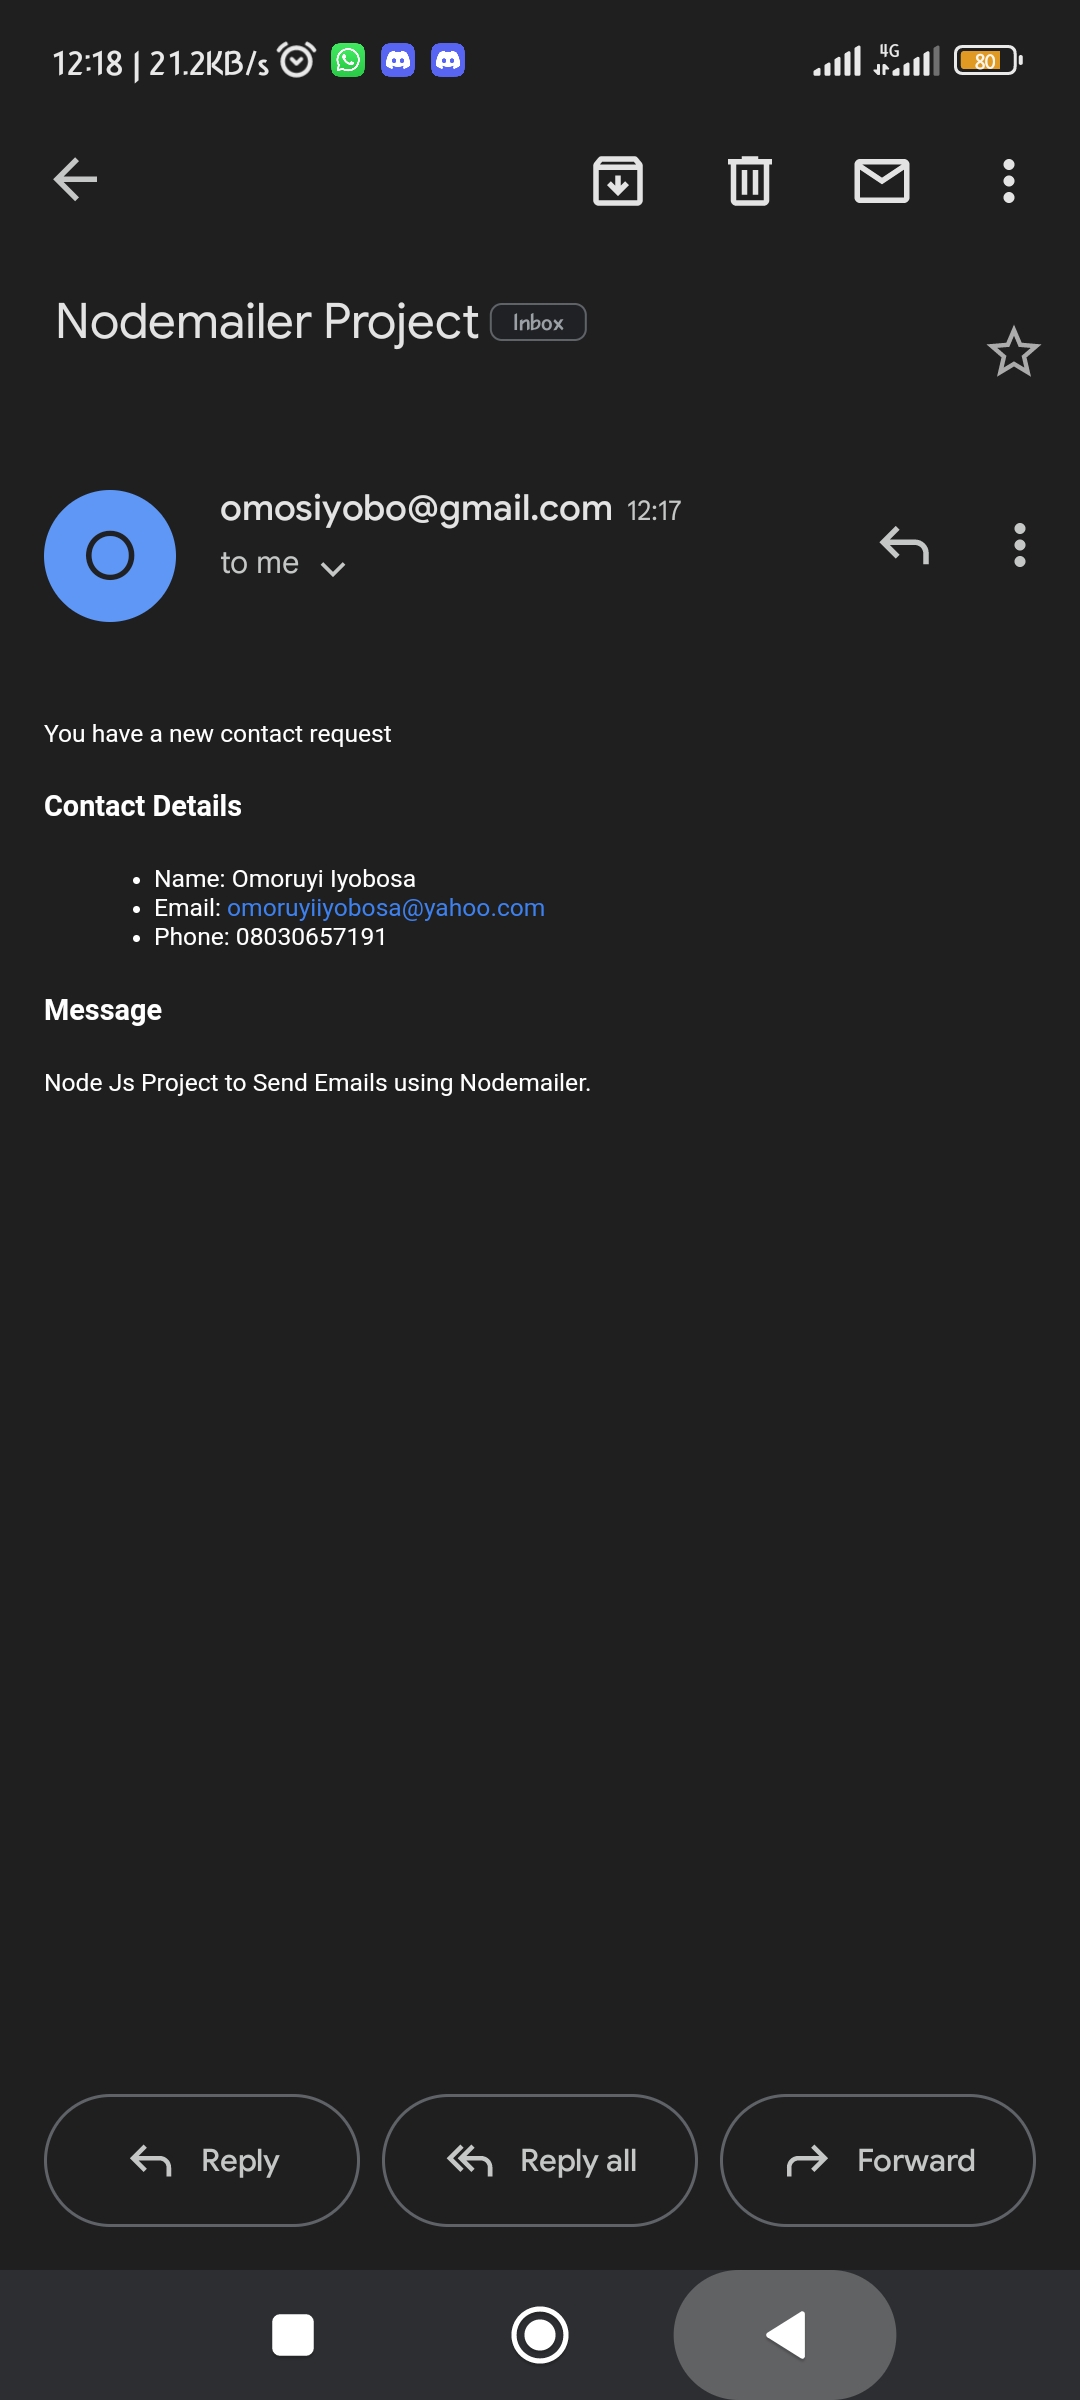 12:18 | 21.2KB/s
4G
80
Nodemailer Project Inbox
O
omosiyobo@gmail.com 12:17
to me
You have a new contact request
Contact Details
• Name: Omoruyi Iyobosa
• Email: omoruyiiyobosa@yahoo.com
• Phone: 08030657191
Message
Node Js Project to Send Emails using Nodemailer.
Reply
Reply all
Forward